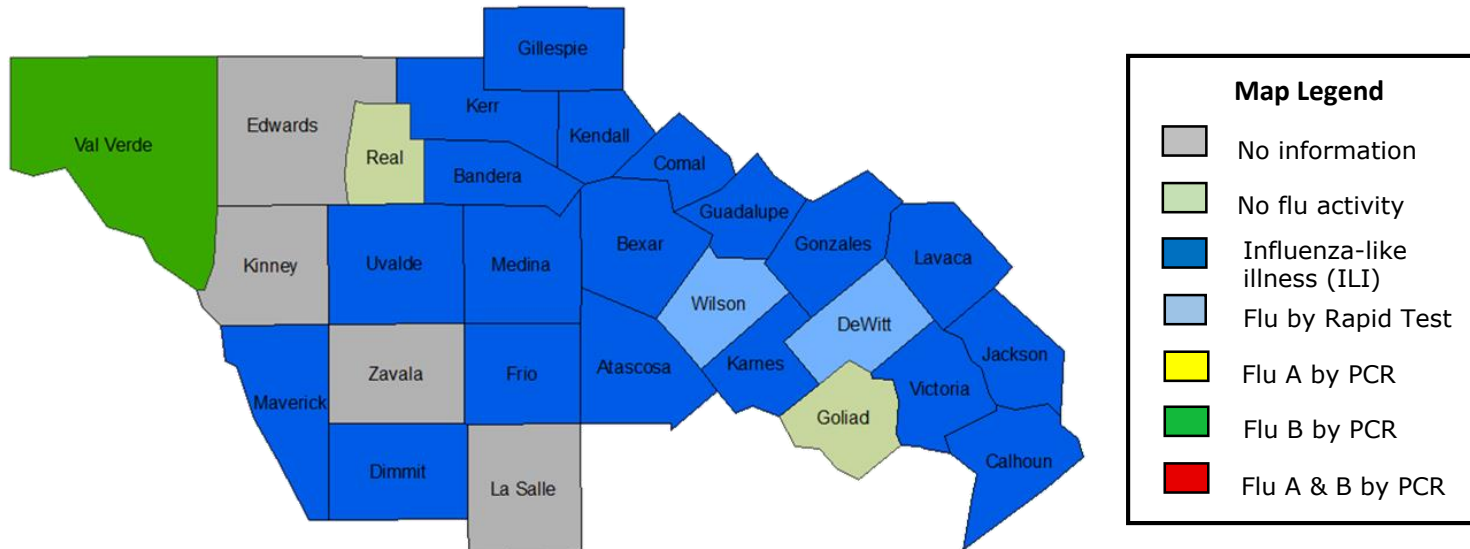 Gillespie
Kerr
Edwards
Kendall
Val Verde
Real
Comal
Bandera
Guadalupe
Bexar
Gonzales
Lavaca
Kinney
Uvalde
Medina
Wilson
DeWitt
Jackson
Karnes
Zavala
Frio
Atascosa
Victoria
Maverick
Goliad
Calhoun
Dimmit
La Salle
Map Legend
No information
No flu activity
Influenza-like
illness (ILI)
Flu by Rapid Test
Flu A by PCR
Flu B by PCR
Flu A & B by PCR